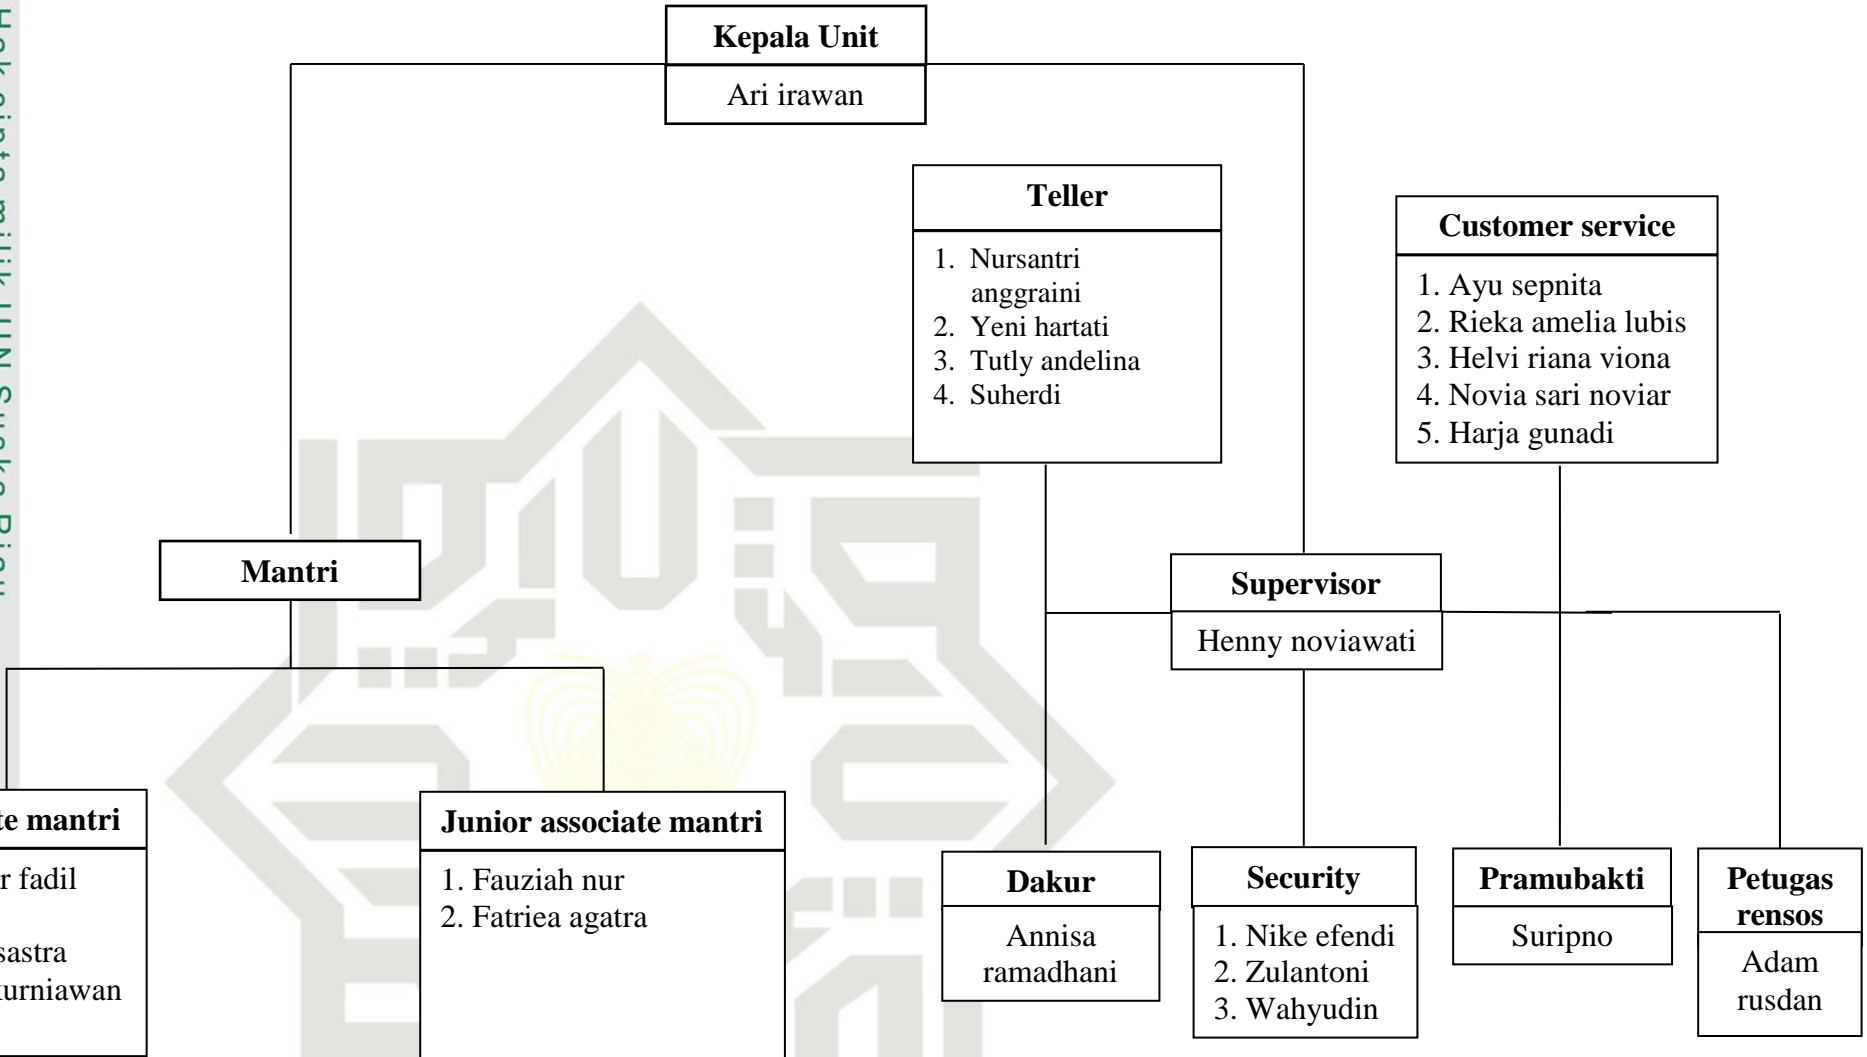 Kepala Unit
Ari irawan
Teller
1. Nursantri
anggraini
2. Yeni hartati
3. Tutly andelina
4. Suherdi
Customer service
1. Ayu sepnita
2. Rieka amelia lubis
3. Helvi riana viona
4. Novia sari noviar
5. Harja gunadi
Mantri
Supervisor
Henny noviawati
mantri
fadil
sastra
kurniawan
Junior associate mantri
1. Fauziah nur
2. Fatriea agatra
Dakur
Annisa
ramadhani
Security
1. Nike efendi
2. Zulantoni
3. Wahyudin
Pramubakti
Suripno
Petugas
rensos
Adam
rusdan